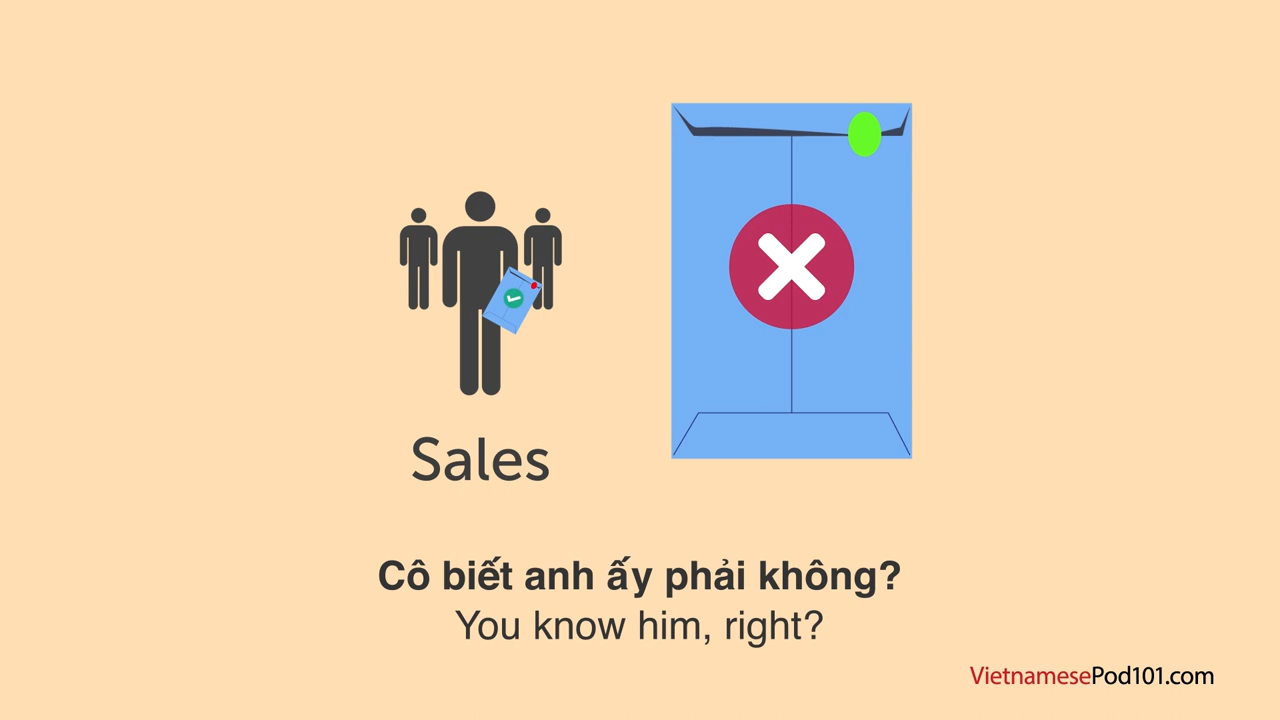 Sales
Cô biết anh ấy phải không?
You know him, right?
VietnamesePod101.com